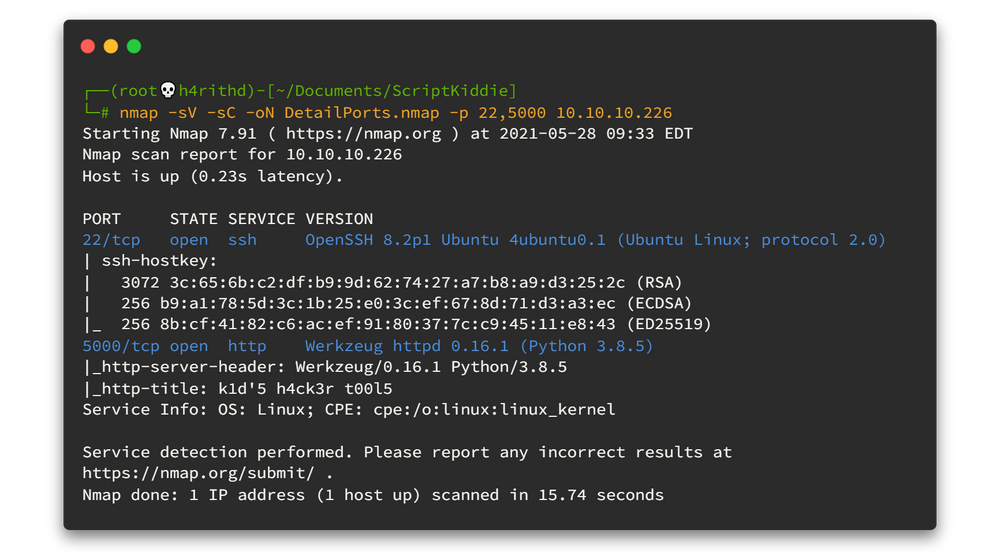 ┌──(root💀h4rithd)-[~/Documents/ScriptKiddie]
└─# nmap -sV -sC -oN DetailPorts.nmap -p 22,5000 10.10.10.226
Starting Nmap 7.91 ( https://nmap.org ) at 2021-05-28 09:33 EDT
Nmap scan report for 10.10.10.226
Host is up (0.23s latency).

PORT     STATE SERVICE VERSION
22/tcp   open  ssh     OpenSSH 8.2p1 Ubuntu 4ubuntu0.1 (Ubuntu Linux; protocol 2.0)
| ssh-hostkey:
|   3072 3c:65:6b:c2:df:b9:9d:62:74:27:a7:b8:a9:d3:25:2c (RSA)
|   256 b9:a1:78:5d:3c:1b:25:e0:3c:ef:67:8d:71:d3:a3:ec (ECDSA)
|_  256 8b:cf:41:82:c6:ac:ef:91:80:37:7c:c9:45:11:e8:43 (ED25519)
5000/tcp open  http    Werkzeug httpd 0.16.1 (Python 3.8.5)
|_http-server-header: Werkzeug/0.16.1 Python/3.8.5
|_http-title: k1d'5 h4ck3r t00l5
Service Info: OS: Linux; CPE: cpe:/o:linux:linux_kernel

Service detection performed. Please report any incorrect results at
https://nmap.org/submit/ .
Nmap done: 1 IP address (1 host up) scanned in 15.74 seconds